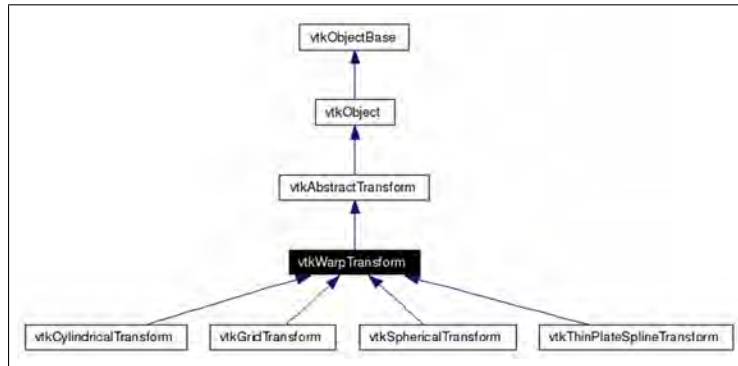 vtkObjectBase
vtkObject
vtkAbstractTransform
vtkWarpTransform
vtkCylindricalTransform
vtkGridTransform
vtkSphericalTransform
vtkThinPlateSplineTransform